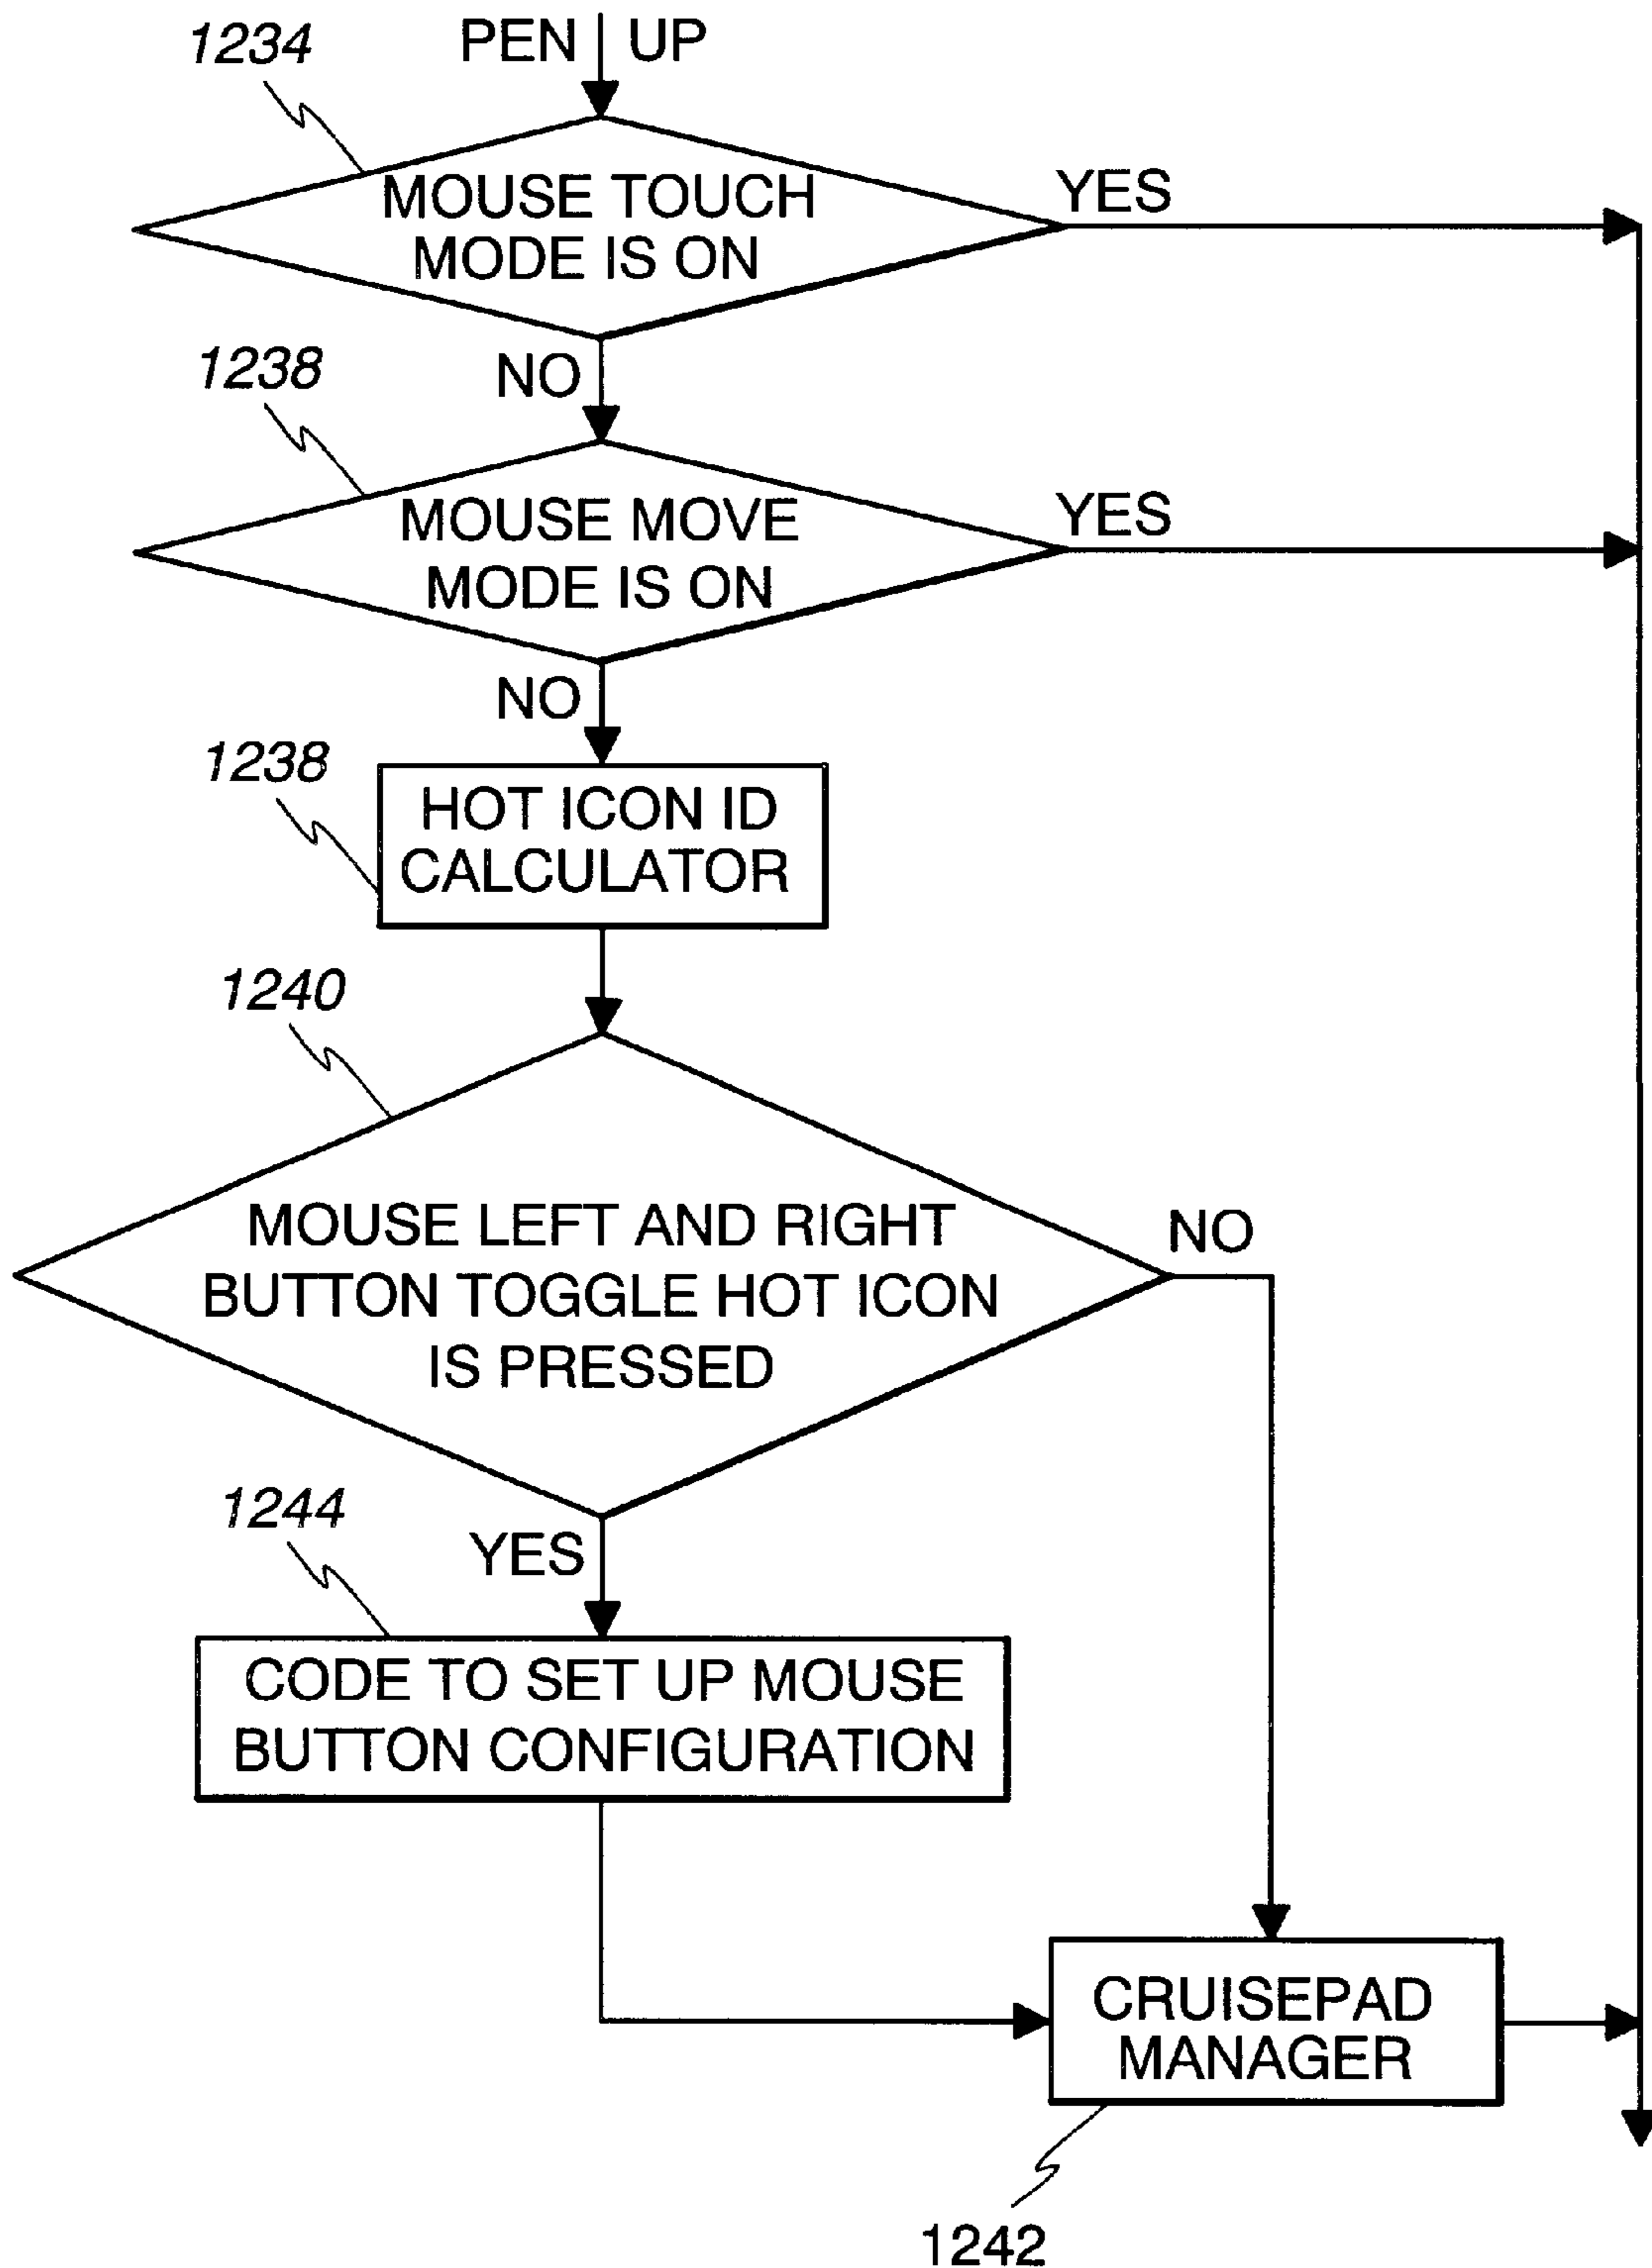 PEN UP
1234
MOUSE TOUCH
MODE IS ON
YES
NO
1238
MOUSE MOVE
MODE IS ON
YES
NO
1238
HOT ICON ID
CALCULATOR
1240
MOUSE LEFT AND RIGHT
BUTTON TOGGLE HOT ICON
IS PRESSED
NO
YES
1244
CODE TO SET UP MOUSE
BUTTON CONFIGURATION
CRUISEPAD
MANAGER
1242